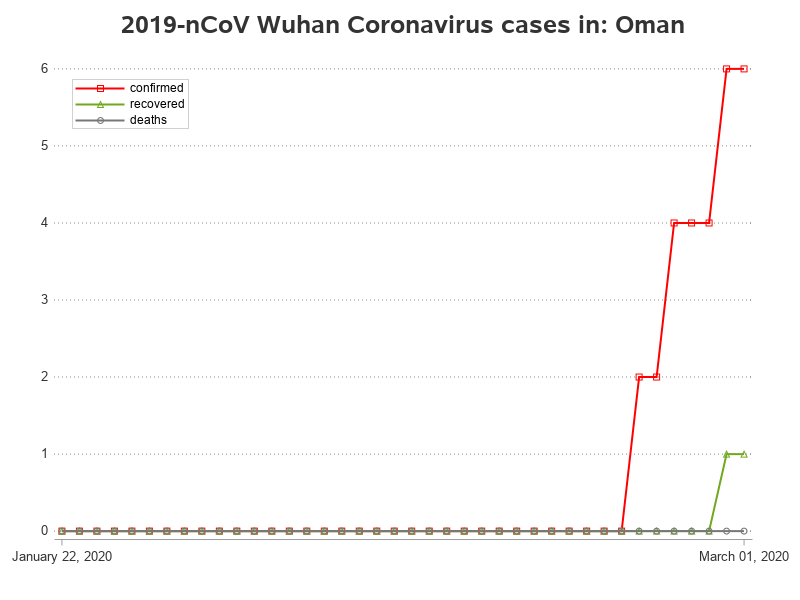 2019-nCoV Wuhan Coronavirus cases in: Oman
6
confirmed
recovered
deaths
5
4
3
2
1
0
January 22, 2020
March 01, 2020